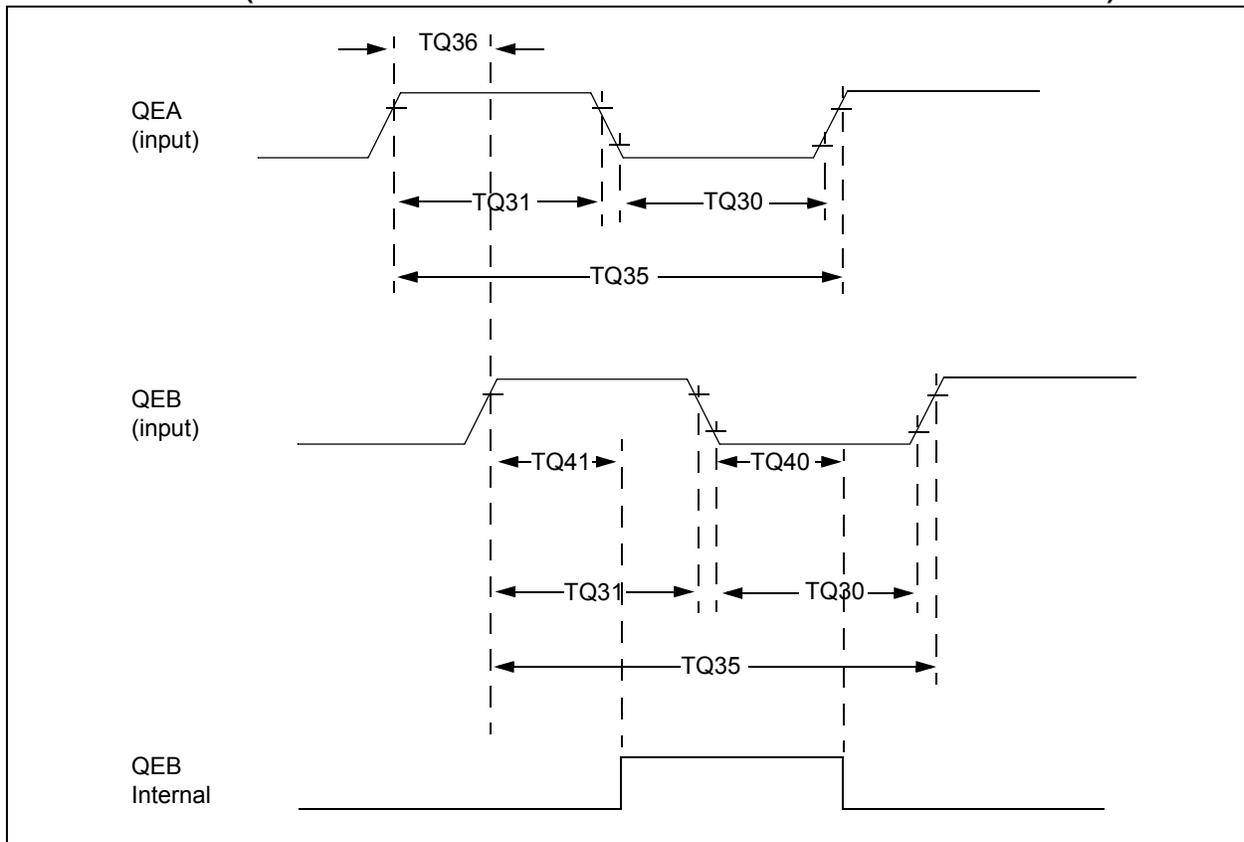 TQ36
QEA
(input)
TQ31
TQ30
TQ35
QEB
(input)
TQ41
TQ40
TQ31
TQ30
TQ35
QEB
Internal